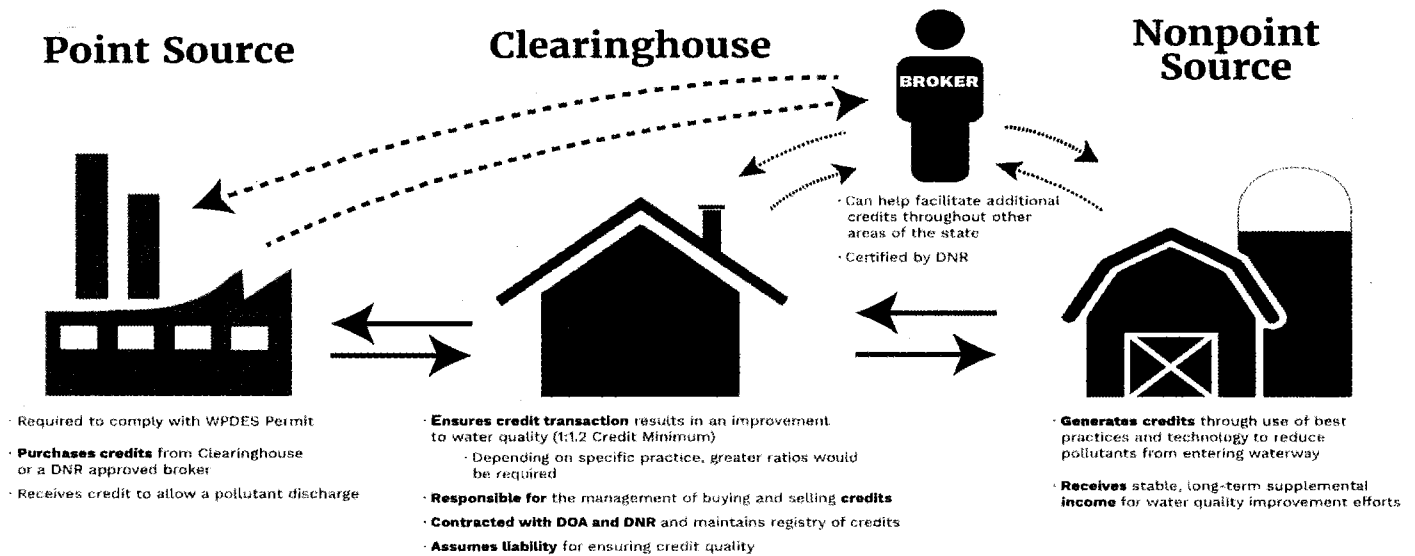 Point Source
Clearinghouse
BROKER
Nonpoint
Source
· Can help facilitate additional
credits throughout other
areas of the state
· Certified by DNR
· Required to comply with WPDES Permit
· Purchases credits from Clearinghouse
or a DNR approved broker
· Receives credit to allow a pollutant discharge
· Ensures credit transaction results in an improvement
to water quality (1:1.2 Credit Minimum)
· Depending on specific practice, greater ratios would
be required
· Responsible for the management of buying and selling credits
· Contracted with DOA and DNR and maintains registry of credits
· Assumes liability for ensuring credit quality
· Generates credits through use of best
practices and technology to reduce
pollutants from entering waterway
· Receives stable, long-term supplemental
income for water quality improvement efforts